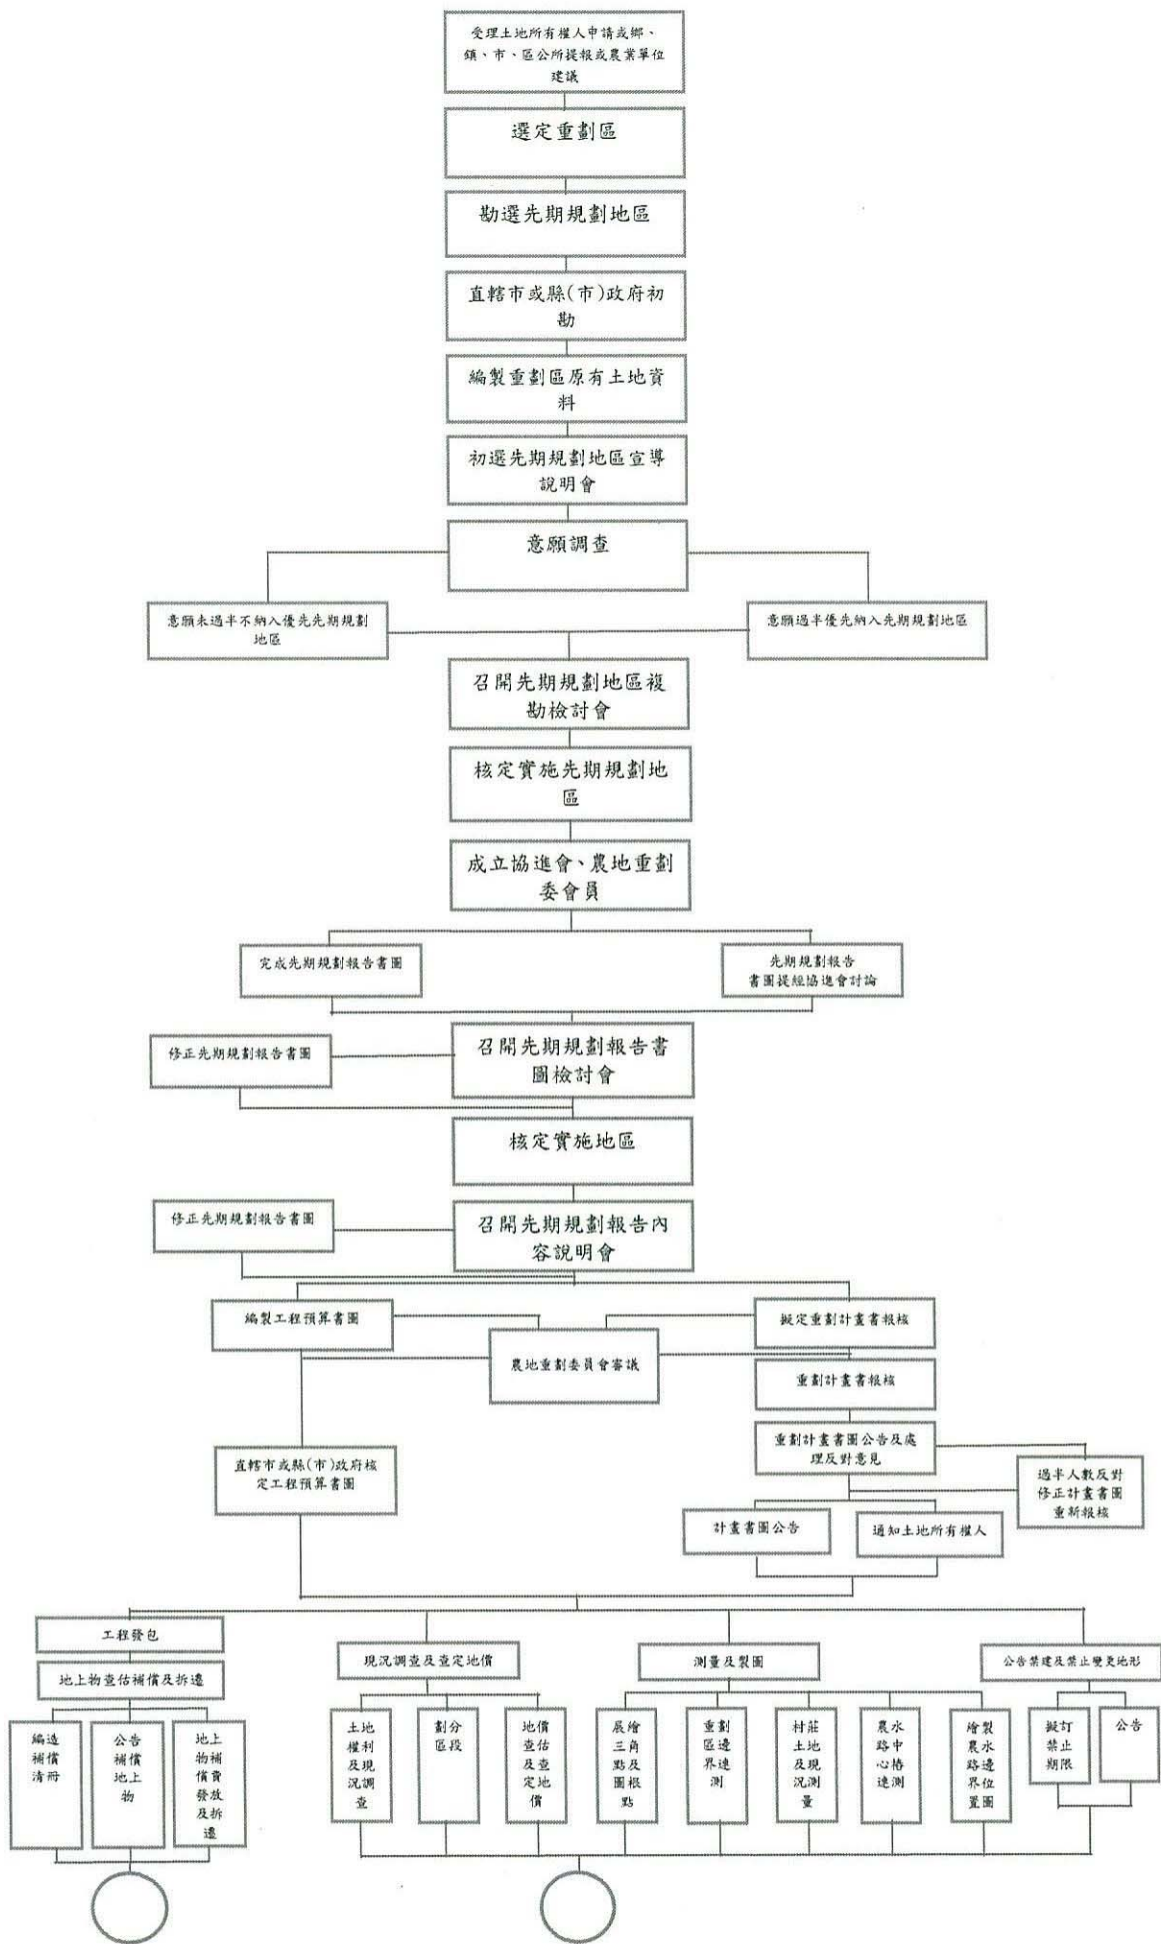 受理土地所有權人申請或鄉、
鎮、市、區公所提報或農業單位
建議
選定重劃區
勘選先期規劃地區
直轄市或縣(市)政府初
勘
編製重劃區原有土地資
料
初選先期規劃地區宣導
說明會
意願調查
意願未過半不納入優先先期規劃
地區
意願過半優先納入先期規劃地區
召開先期規劃地區複
勘檢討會
核定實施先期規劃地
區
成立協進會、農地重劃
委會員
完成先期規劃報告書圖
先期規劃報告
書圖提經協進會討論
修正先期規劃報告書圖
召開先期規劃報告書
圖檢討會
核定實施地區
修正先期規劃報告書圖
召開先期規劃報告內
容說明會
編製工程預算書圖
擬定重劃計畫書報核
農地重劃委員會審議
重劃計畫書報核
直轄市或縣(市)政府核
定工程預算書圖
重劃計畫書圖公告及處
理反對意見
過半人數反對
修正計畫書圖
重新報核
計畫書圖公告
通知土地所有權人
工程發包
地上物查估補償及拆遷
現況調查及查定地價
測量及製圖
公告禁建及禁止變更地形
編造
補償
清冊
公告
補償
地上
物
地上
物補
償費
發放
及拆
遷
土地
權利
及現
況調
查
劃分
區段
地價
查估
及查
定地
價
展繪
三角
點及
圖根
點
重劃
區邊
界逮
測
村莊
土地
及現
況測
量
農水
路中
心樁
逮測
繪製
農水
路邊
界位
置圖
擬訂
禁止
期限
公告